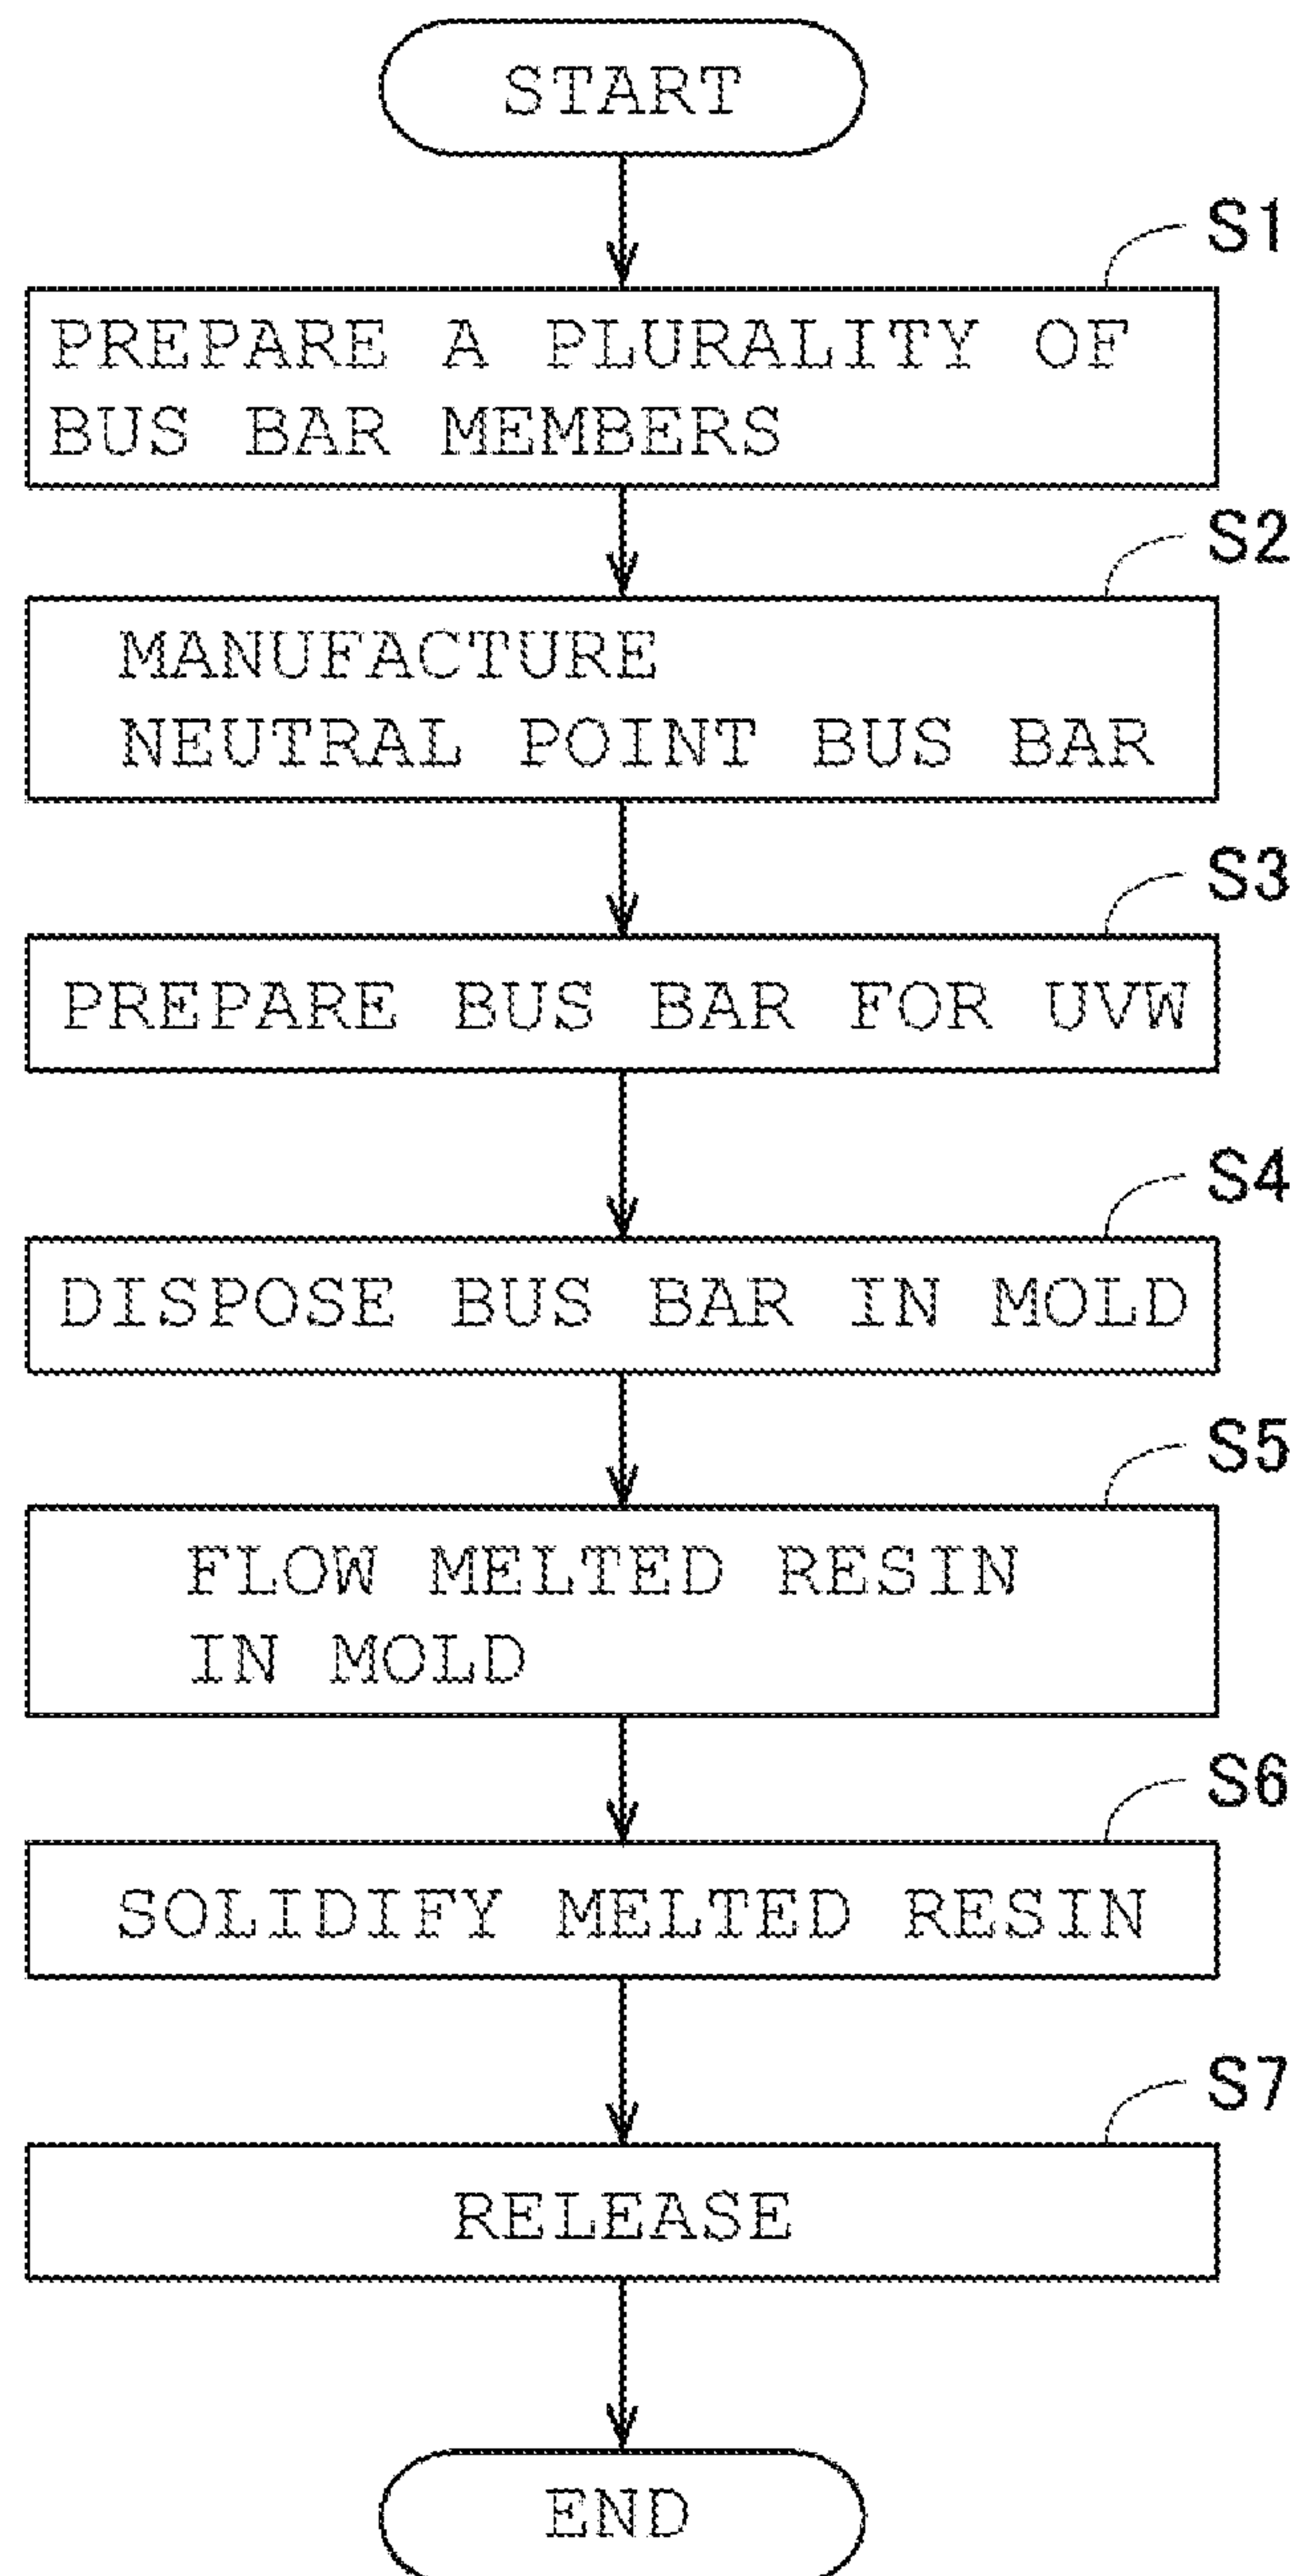 START
S1
PREPARE A PLURALITY OF
BUS BAR MEMBERS
S2
MANUFACTURE
NEUTRAL POINT BUS BAR
S3
PREPARE BUS BAR FOR UVW
S4
DISPOSE BUS BAR IN MOLD
S5
FLOW MELTED RESIN
IN MOLD
S6
SOLIDIFY MELTED RESIN
S7
RELEASE
END